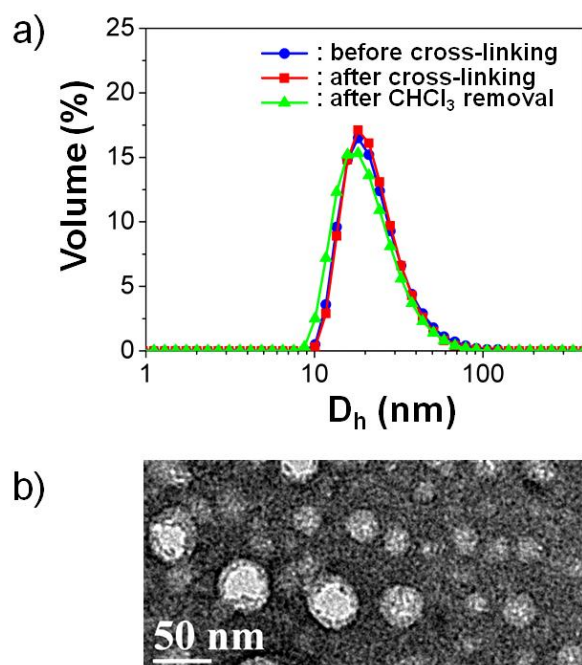 a)
25
: before cross-linking
: after cross-linking
: after CHCl₃ removal
20
15
10
5
0
Volume (%)
1 10 100
Dₕ (nm)
b)
50 nm